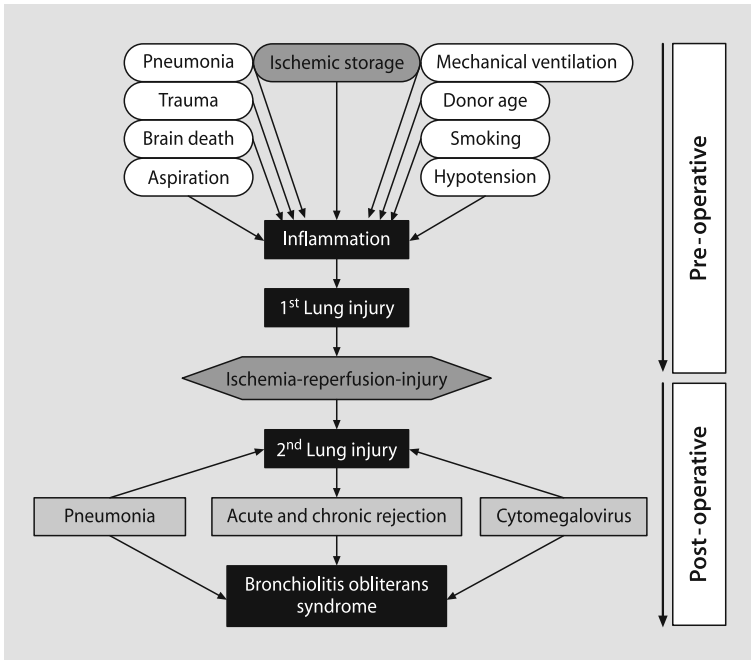 Pneumonia
Ischemic storage
Mechanical ventilation
Trauma
Donor age
Brain death
Smoking
Aspiration
Hypotension
Inflammation
1st Lung injury
Ischemia-reperfusion-injury
2nd Lung injury
Pneumonia
Acute and chronic rejection
Cytomegalovirus
Bronchiolitis obliterans
syndrome
Pre-operative
Post-operative